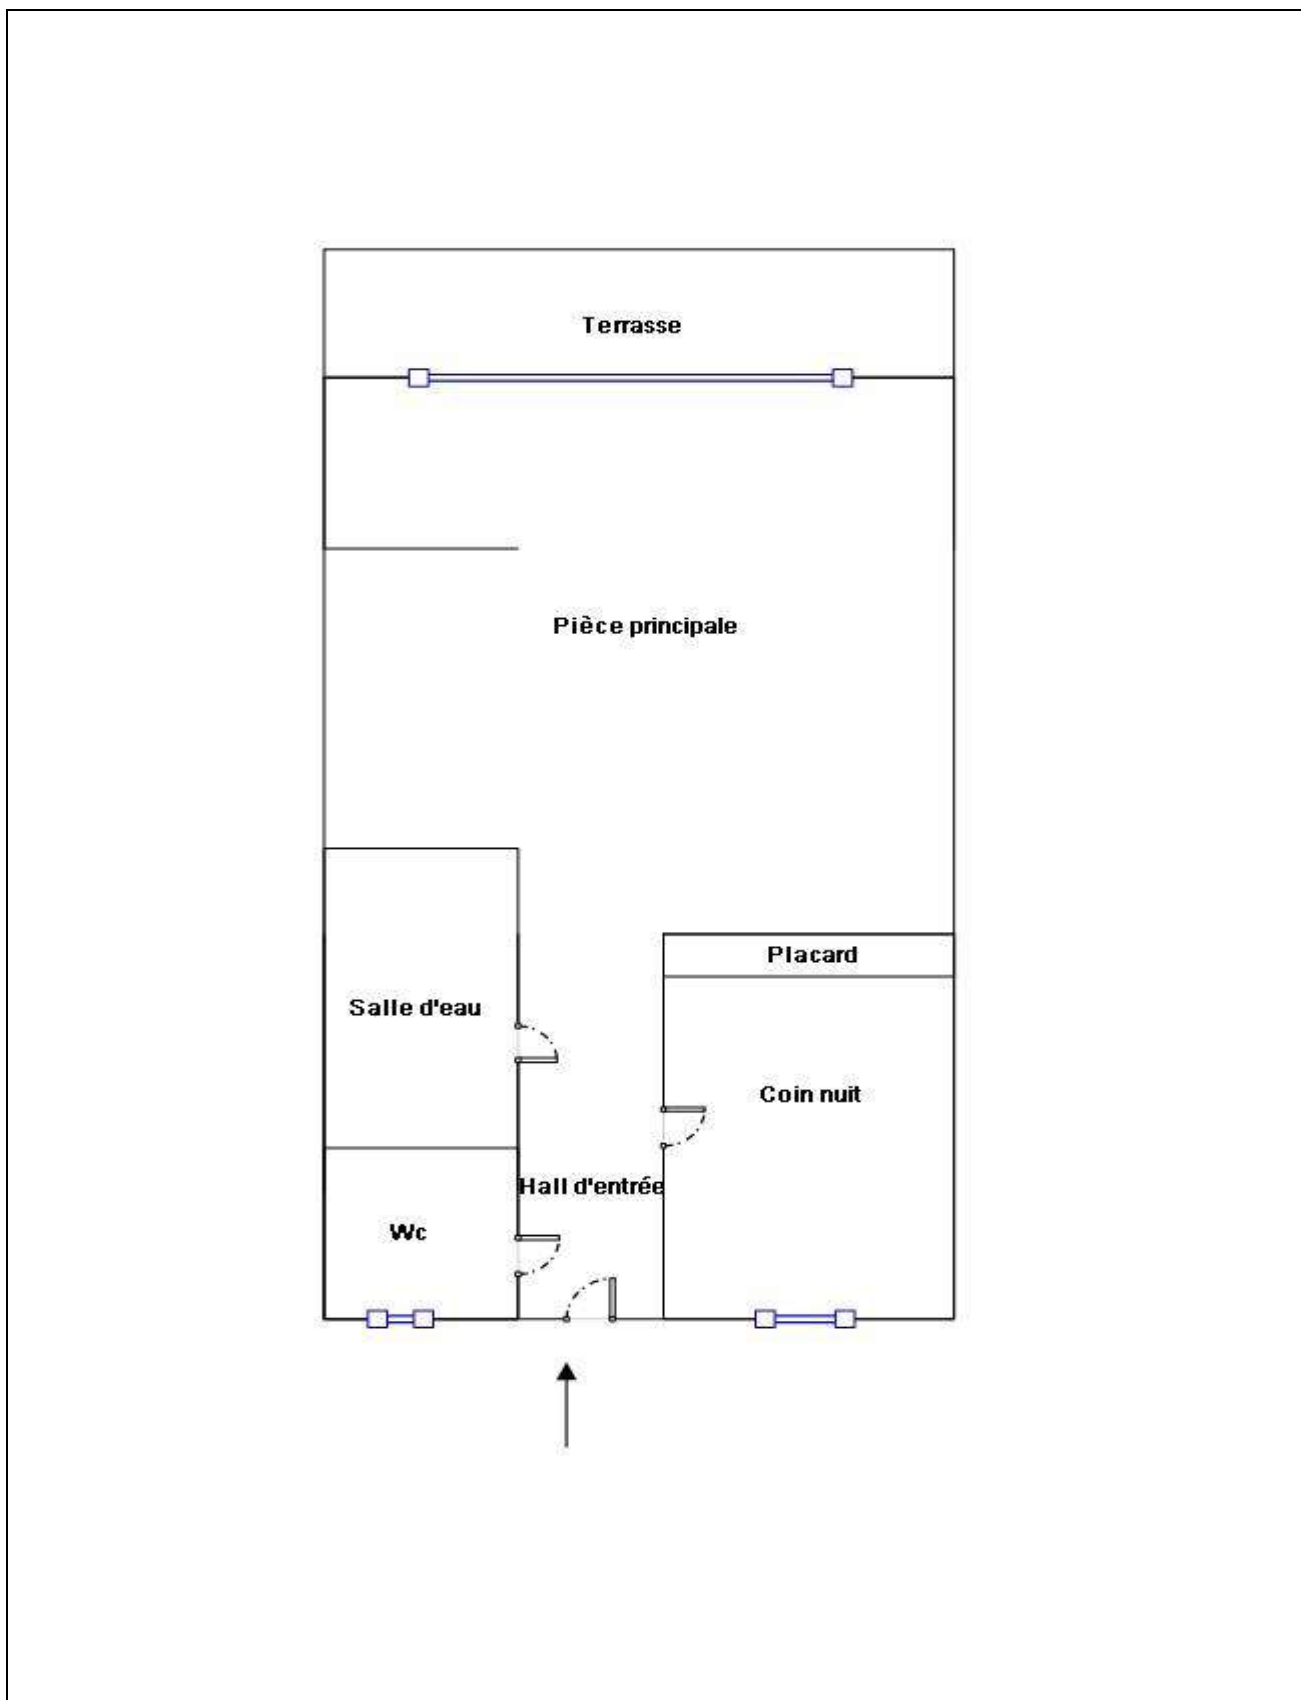 Terrasse
Pièce principale
Placard
Salle d'eau
Coin nuit
Hall d'entrée
Wc